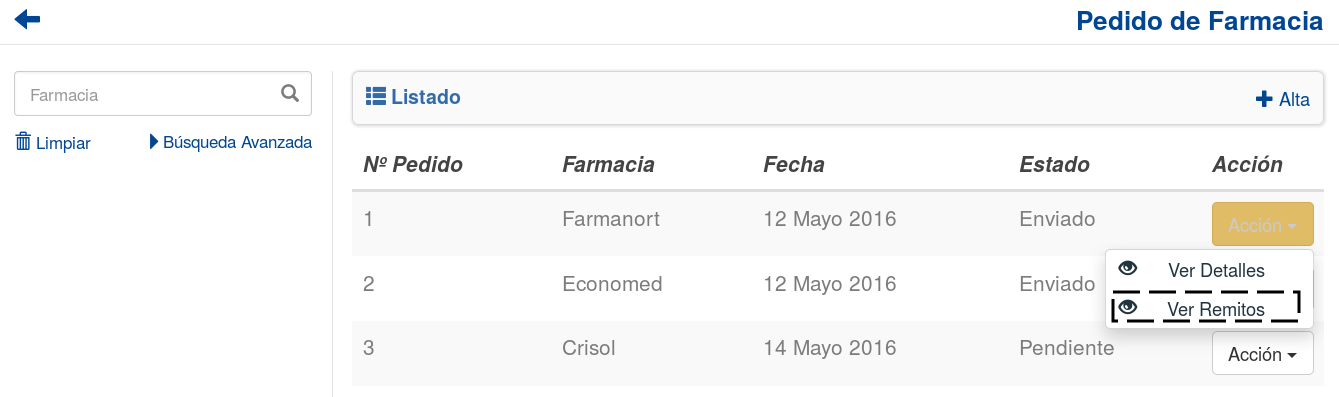 Pedido de Farmacia
Farmacia
Limpiar Búsqueda Avanzada
Listado
Alta
Nº Pedido Farmacia Fecha Estado Acción
1 Farmanort 12 Mayo 2016 Enviado Acción
Ver Detalles
2 Economed 12 Mayo 2016 Enviado
Ver Remitos
3 Crisol 14 Mayo 2016 Pendiente Acción